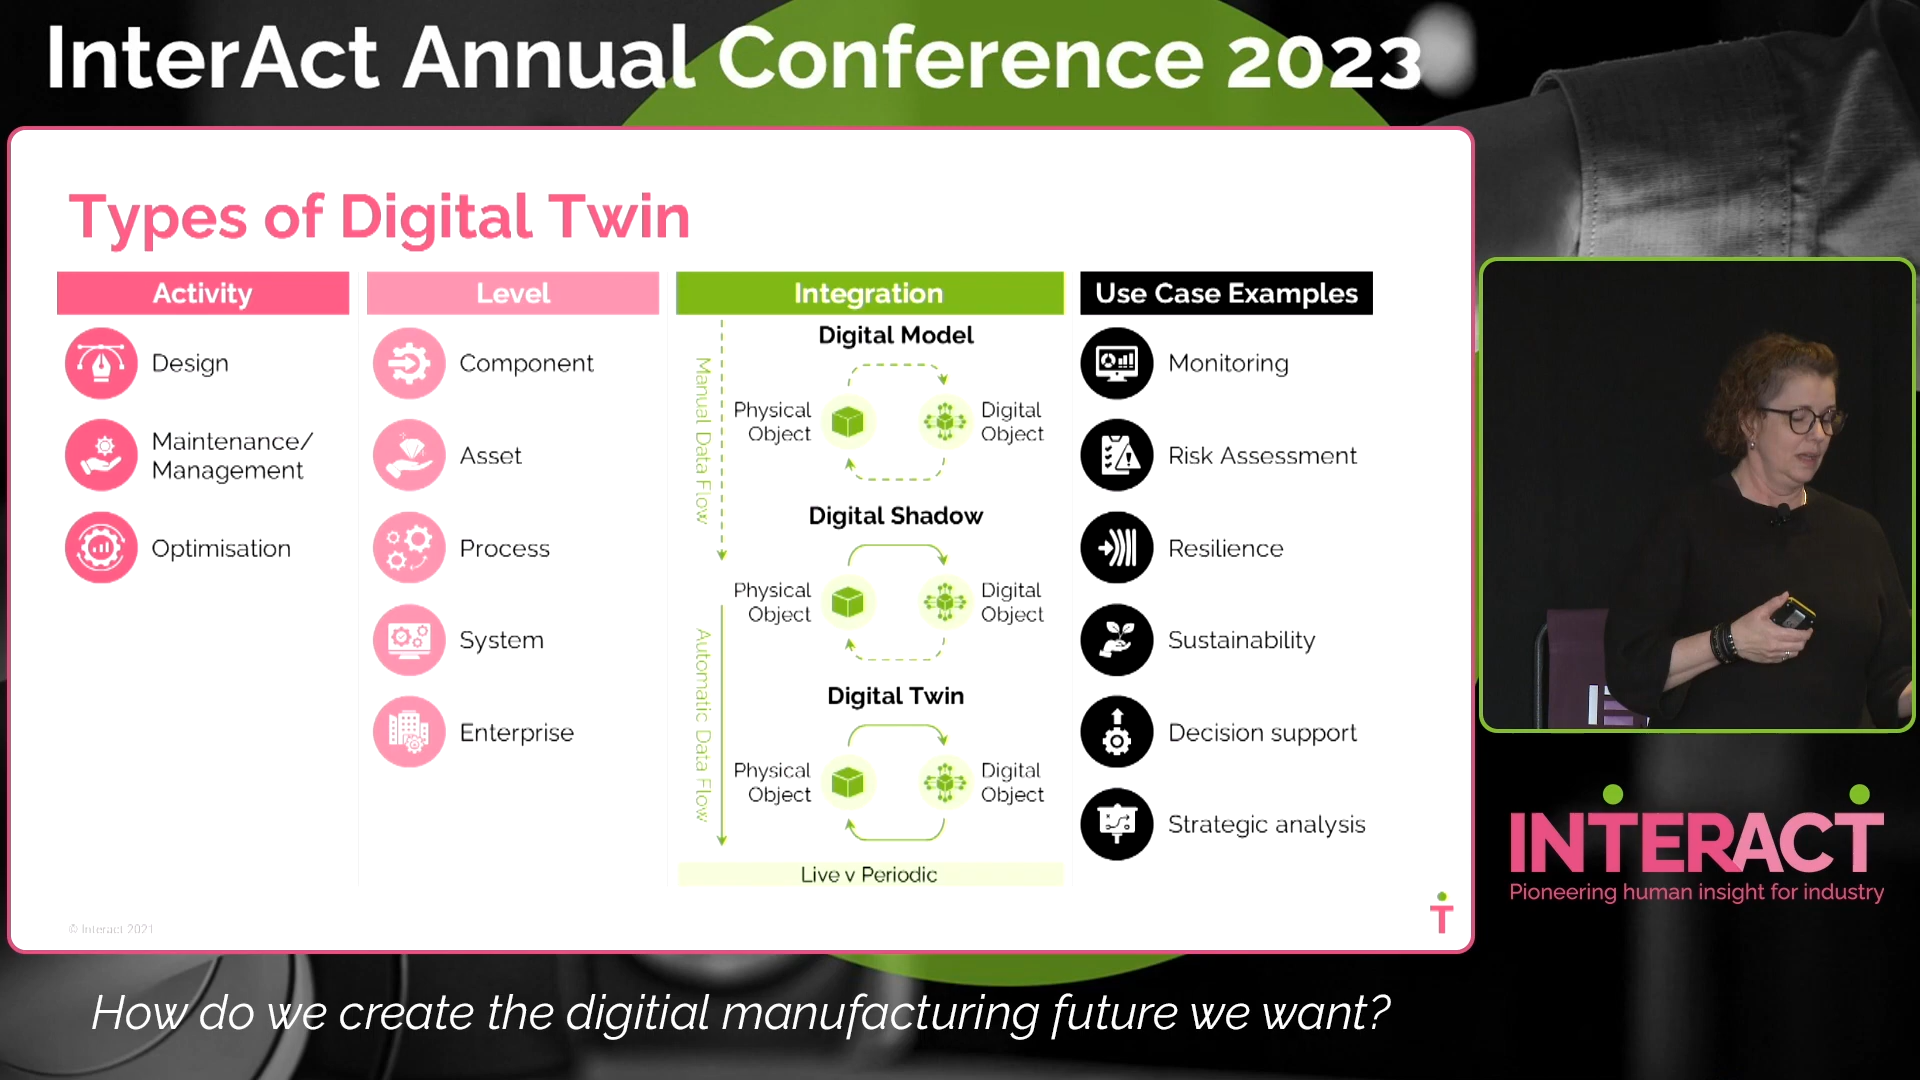 InterAct Annual Conference 2023
Types of Digital Twin
Activity
Design
Maintenance/
Management
Optimisation
Level
Component
Asset
Process
System
Enterprise
Integration
Manual Data Flow
Automatic Data Flow
Digital Model
Physical
Object
Digital
Object
Digital Shadow
Physical
Object
Digital
Object
Digital Twin
Physical
Object
Digital
Object
Live v Periodic
Use Case Examples
Monitoring
Risk Assessment
Resilience
Sustainability
Decision support
Strategic analysis
© Interact 2021
INTERACT
Pioneering human insight for industry
How do we create the digitial manufacturing future we want?